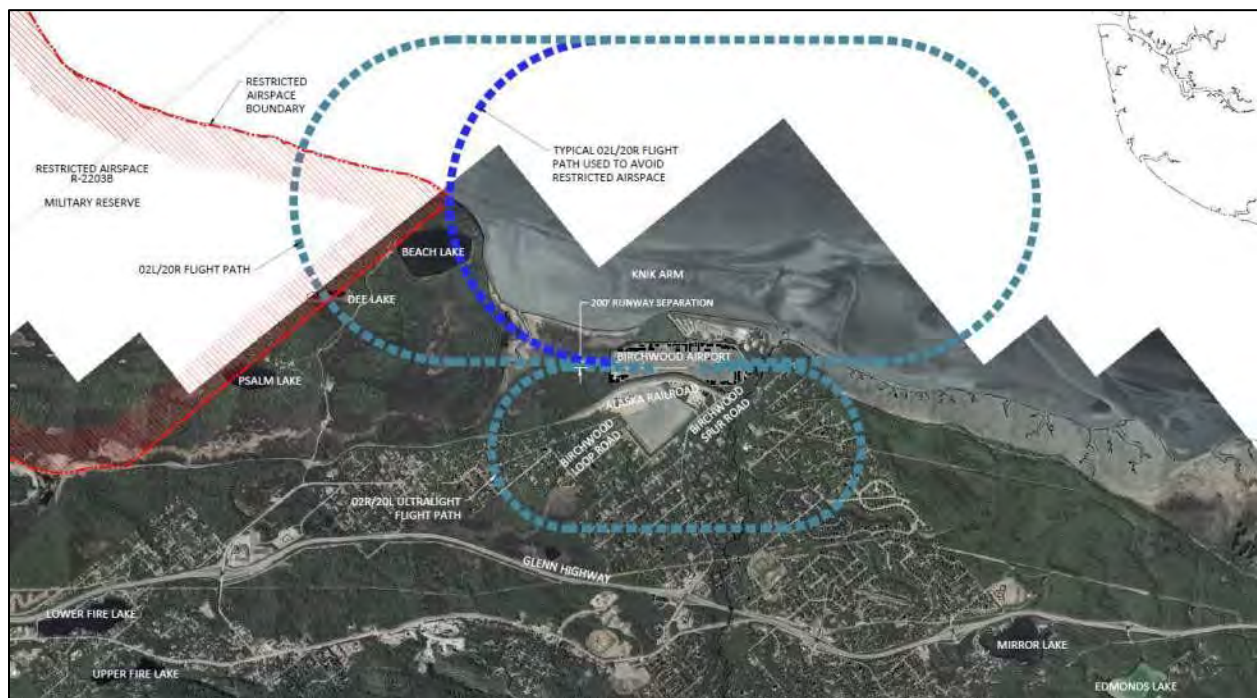 RESTRICTED
AIRSPACE
BOUNDARY
RESTRICTED AIRSPACE
R-2203B
MILITARY RESERVE
TYPICAL 02L/20R FLIGHT
PATH USED TO AVOID
RESTRICTED AIRSPACE
02L/20R FLIGHT PATH
BEACH LAKE
KNIK ARM
DEE LAKE
200' RUNWAY SEPARATION
BIRCHWOOD AIRPORT
PSALM LAKE
ALASKA RAILROAD
BIRCHWOOD
LOOP ROAD
BIRCHWOOD
SPUR ROAD
02R/20L ULTRALIGHT
FLIGHT PATH
GLENN HIGHWAY
LOWER FIRE LAKE
MIRROR LAKE
UPPER FIRE LAKE
EDMONDS LAKE